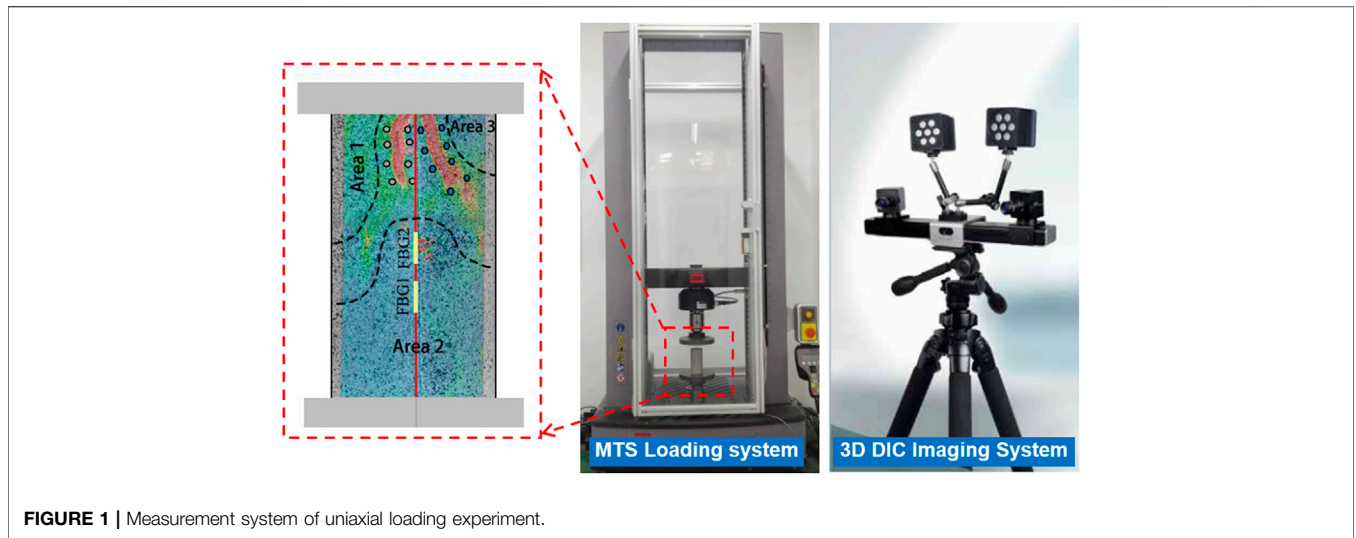 Area 1
Area 3
FBG2
FBG1
Area 2
MTS Loading system
3D DIC Imaging System
FIGURE 1 | Measurement system of uniaxial loading experiment.